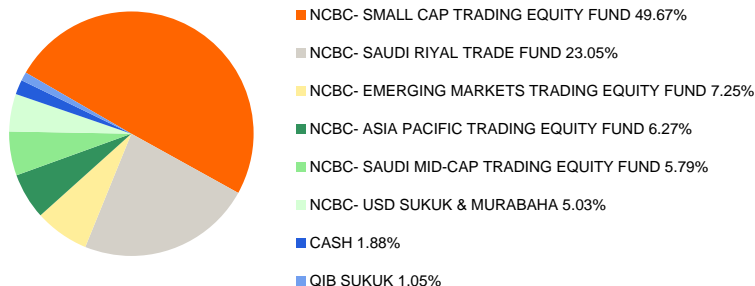 NCBC- SMALL CAP TRADING EQUITY FUND 49.67%
NCBC- SAUDI RIYAL TRADE FUND 23.05%
NCBC- EMERGING MARKETS TRADING EQUITY FUND 7.25%
NCBC- ASIA PACIFIC TRADING EQUITY FUND 6.27%
NCBC- SAUDI MID-CAP TRADING EQUITY FUND 5.79%
NCBC- USD SUKUK & MURABAHA 5.03%
CASH 1.88%
QIB SUKUK 1.05%